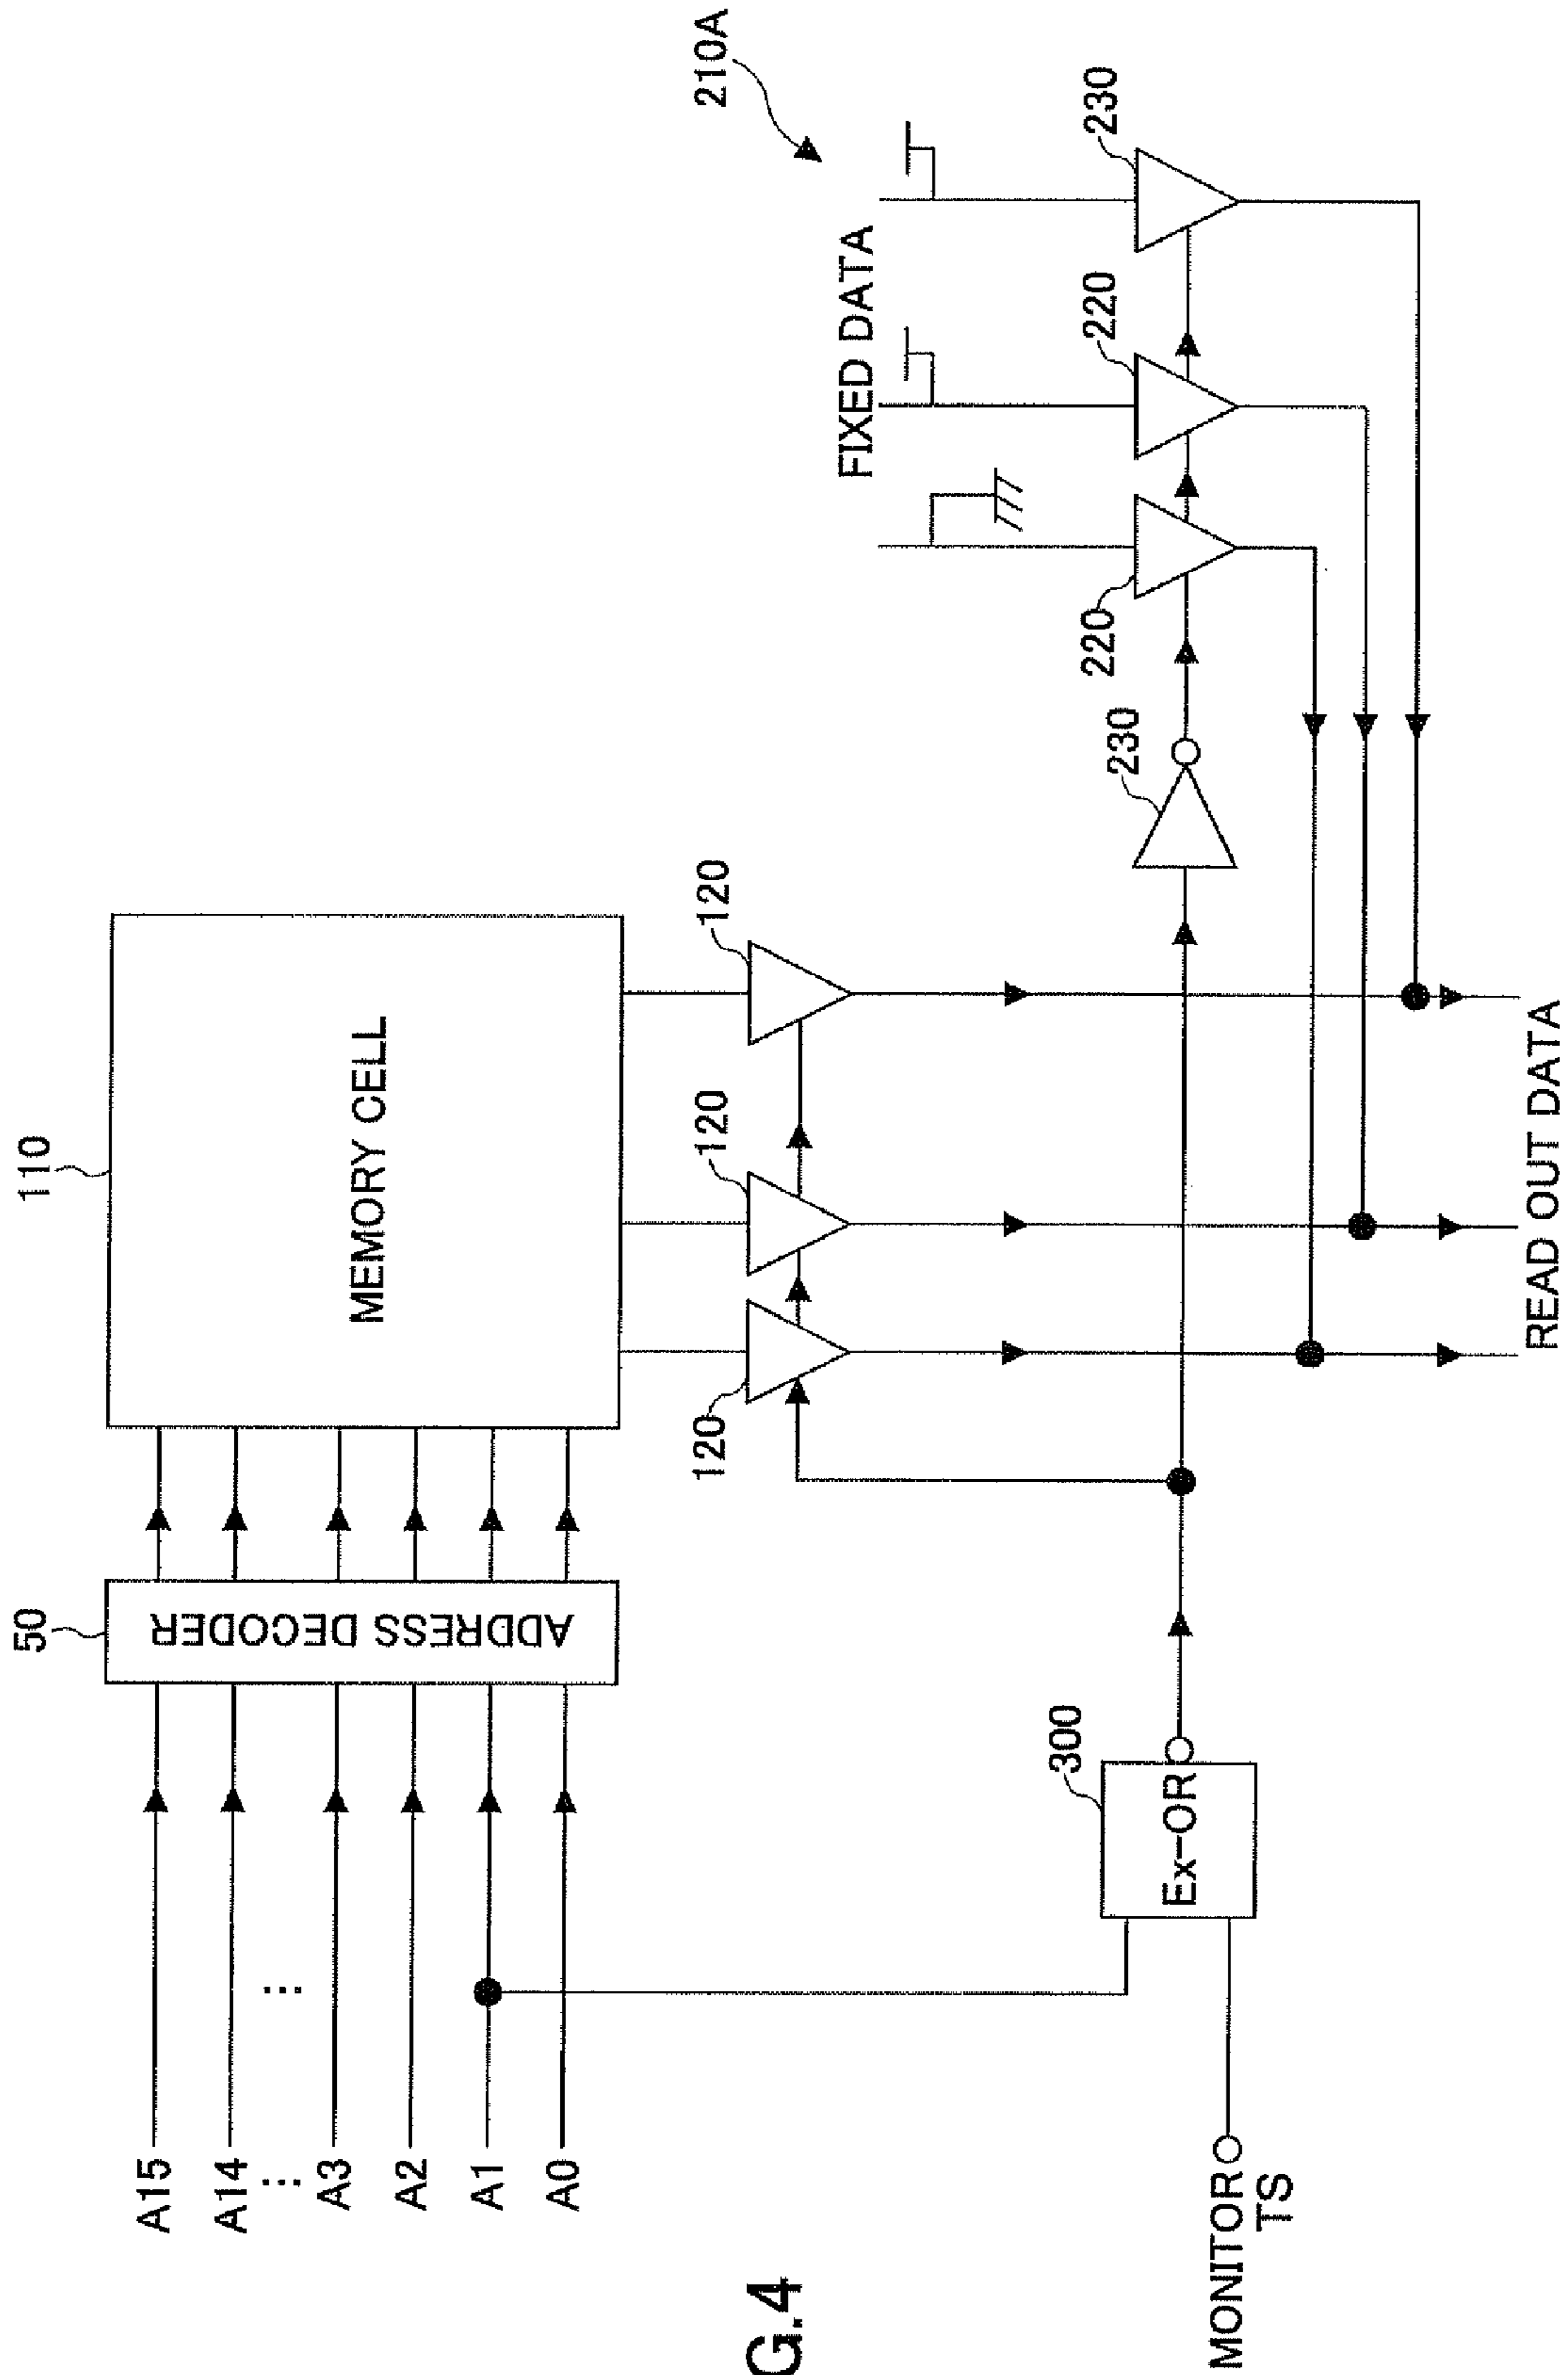 G.4
A15
A14
...
A3
A2
A1
A0
...
50
ADDRESS DECODER
110
MEMORY CELL
120
120
120
MONITOR
TS
300
Ex-OR
230
220
220
230
FIXED DATA
210A
READ OUT DATA